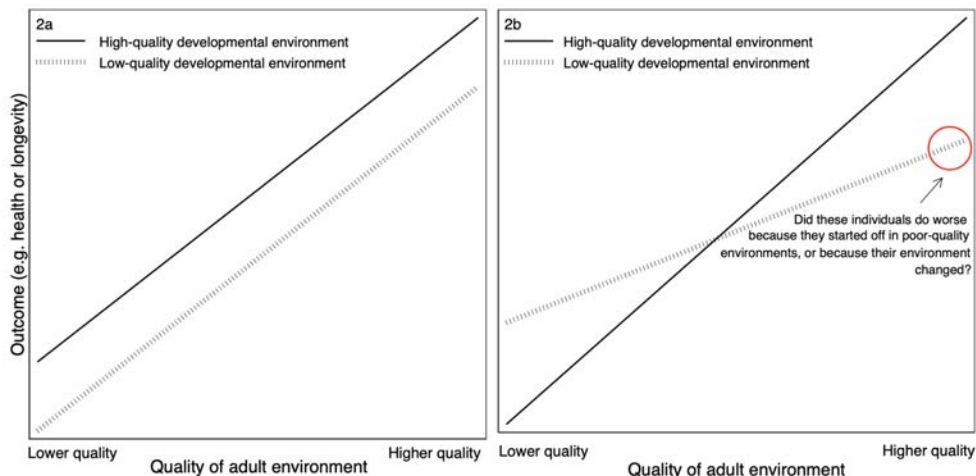 2a
High-quality developmental environment
Low-quality developmental environment
Outcome (e.g. health or longevity)
Lower quality
Higher quality
Quality of adult environment
2b
High-quality developmental environment
Low-quality developmental environment
Did these individuals do worse
because they started off in poor-quality
environments, or because their environment
changed?
Lower quality
Higher quality
Quality of adult environment